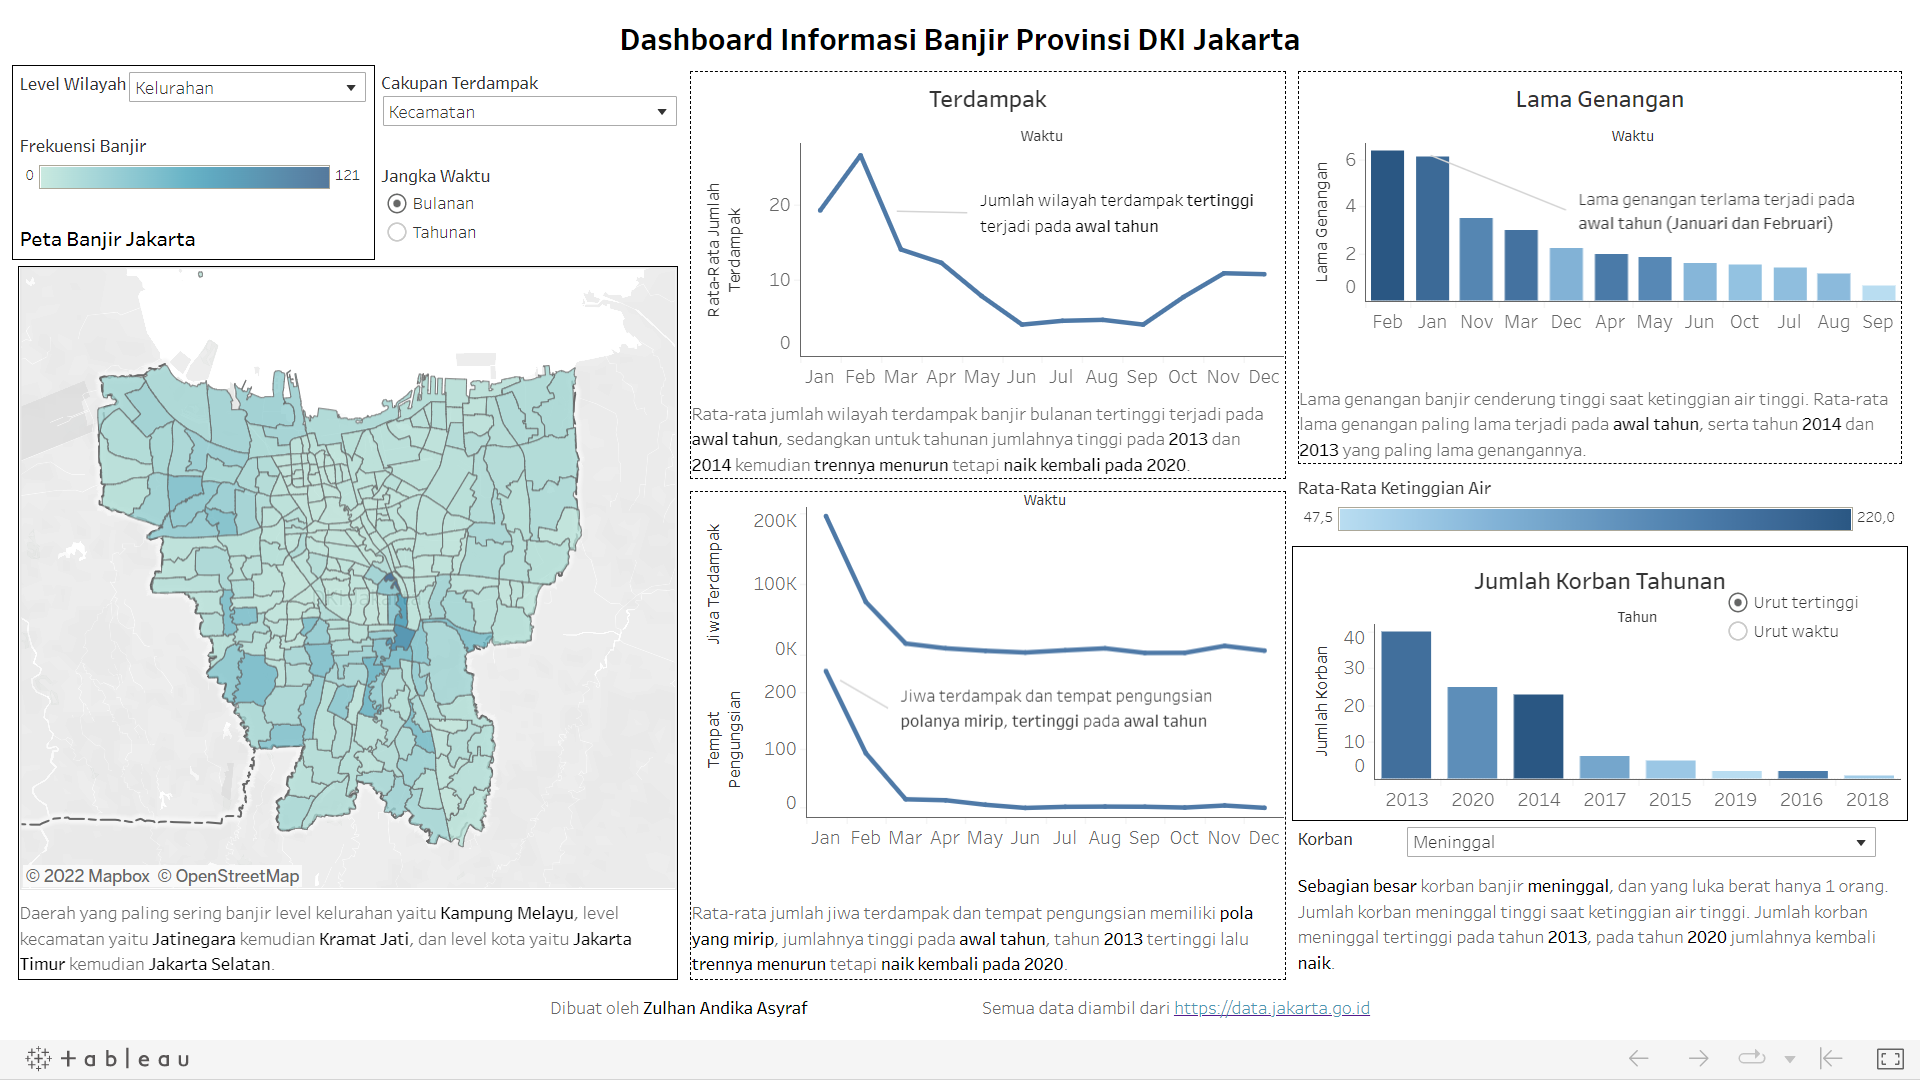 Dashboard Informasi Banjir Provinsi DKI Jakarta
Level Wilayah
Kelurahan
Frekuensi Banjir
0
121
Peta Banjir Jakarta
Cakupan Terdampak
Kecamatan
Jangka Waktu
Bulanan
Tahunan
© 2022 Mapbox © OpenStreetMap
Daerah yang paling sering banjir level kelurahan yaitu Kampung Melayu, level
kecamatan yaitu Jatinegara kemudian Kramat Jati, dan level kota yaitu Jakarta
Timur kemudian Jakarta Selatan.
Terdampak
Waktu
Rata-Rata Jumlah
Terdampak
20
10
0
Jumlah wilayah terdampak tertinggi
terjadi pada awal tahun
Jan Feb Mar Apr May Jun Jul Aug Sep Oct Nov Dec
Rata-rata jumlah wilayah terdampak banjir bulanan tertinggi terjadi pada
awal tahun, sedangkan untuk tahunan jumlahnya tinggi pada 2013 dan
2014 kemudian trennya menurun tetapi naik kembali pada 2020.
Waktu
Jiwa Terdampak
200K
100K
0K
Tempat
Pengungsian
200
100
0
Jiwa terdampak dan tempat pengungsian
polanya mirip, tertinggi pada awal tahun
Jan Feb Mar Apr May Jun Jul Aug Sep Oct Nov Dec
Rata-rata jumlah jiwa terdampak dan tempat pengungsian memiliki pola
yang mirip, jumlahnya tinggi pada awal tahun, tahun 2013 tertinggi lalu
trennya menurun tetapi naik kembali pada 2020.
Lama Genangan
Waktu
Lama Genangan
6
4
2
0
Lama genangan terlama terjadi pada
awal tahun (Januari dan Februari)
Feb Jan Nov Mar Dec Apr May Jun Oct Jul Aug Sep
Lama genangan banjir cenderung tinggi saat ketinggian air tinggi. Rata-rata
lama genangan paling lama terjadi pada awal tahun, serta tahun 2014 dan
2013 yang paling lama genangannya.
Rata-Rata Ketinggian Air
47,5
220,0
Jumlah Korban Tahunan
Tahun
Urut tertinggi
Urut waktu
Jumlah Korban
40
30
20
10
0
2013 2020 2014 2017 2015 2019 2016 2018
Korban
Meninggal
Sebagian besar korban banjir meninggal, dan yang luka berat hanya 1 orang.
Jumlah korban meninggal tinggi saat ketinggian air tinggi. Jumlah korban
meninggal tertinggi pada tahun 2013, pada tahun 2020 jumlahnya kembali
naik.
Dibuat oleh Zulhan Andika Asyraf
Semua data diambil dari https://data.jakarta.go.id
+ a b | e a u